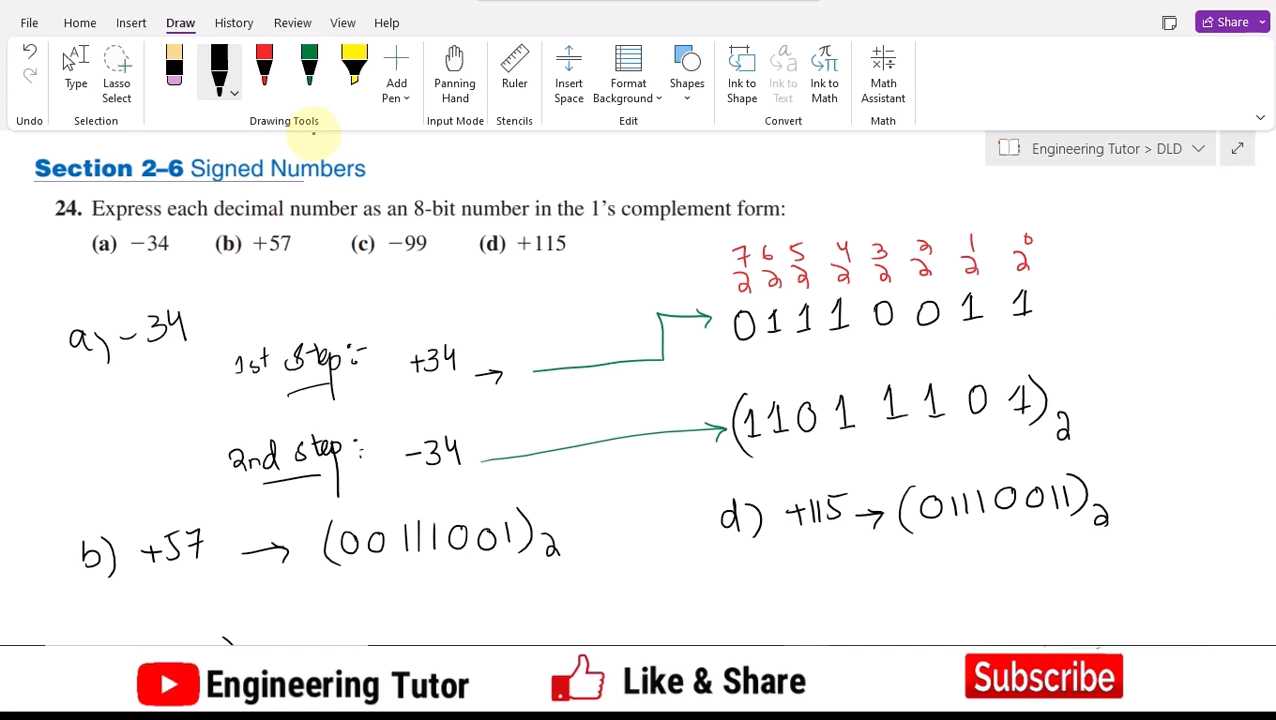 File Home Insert Draw History Review View Help Share
Type
Lasso Select
Add Pen
Panning Hand
Ruler
Insert Space
Format Background
Shapes
Ink to Shape
Ink to Text
Ink to Math
Math Assistant
Undo Selection Drawing Tools Input Mode Stencils Edit Convert Math
Engineering Tutor > DLD
Section 2–6 Signed Numbers
24. Express each decimal number as an 8-bit number in the 1's complement form:
(a) −34 (b) +57 (c) −99 (d) +115
7 6 5 4 3 2 1 0
2 2 2 2 2 2 2 2
0 1 1 1 0 0 1 1
a) -34
1st step:- +34 →
(1 1 0 1 1 1 0 1)2
2nd step: -34
d) +115 → (01110011)2
b) +57 → (00111001)2
Engineering Tutor Like & Share Subscribe